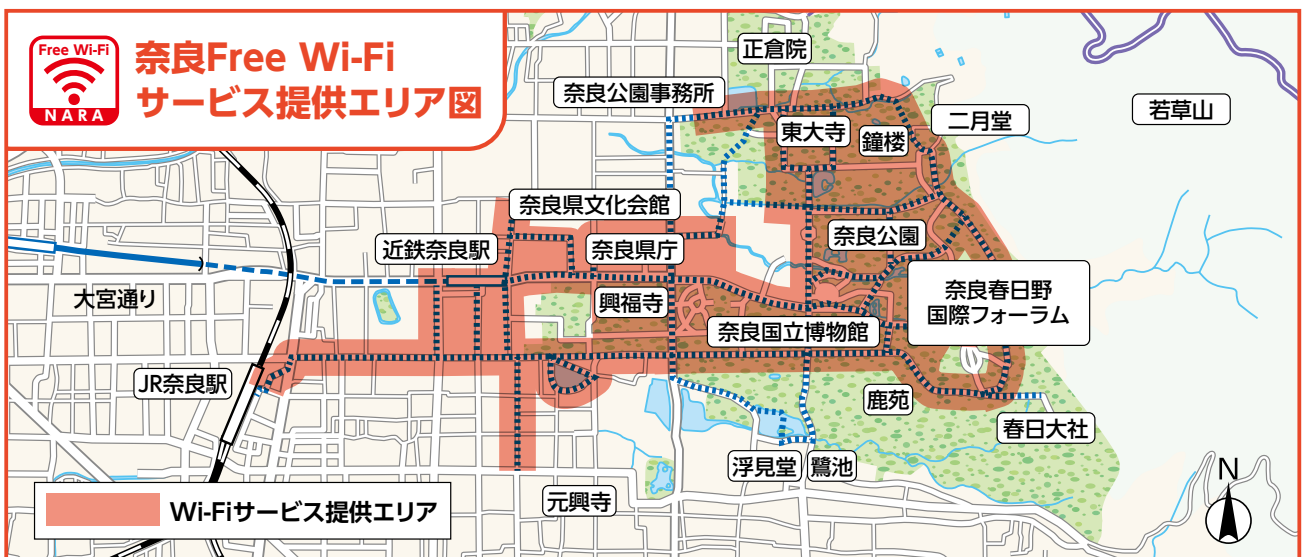 Free Wi-Fi
NARA
奈良Free Wi-Fi
サービス提供エリア図
正倉院
奈良公園事務所
東大寺
鐘楼
二月堂
若草山
奈良県文化会館
近鉄奈良駅
奈良県庁
奈良公園
大宮通り
興福寺
奈良国立博物館
奈良春日野
国際フォーラム
JR奈良駅
鹿苑
春日大社
浮見堂
鷺池
元興寺
N
Wi-Fiサービス提供エリア